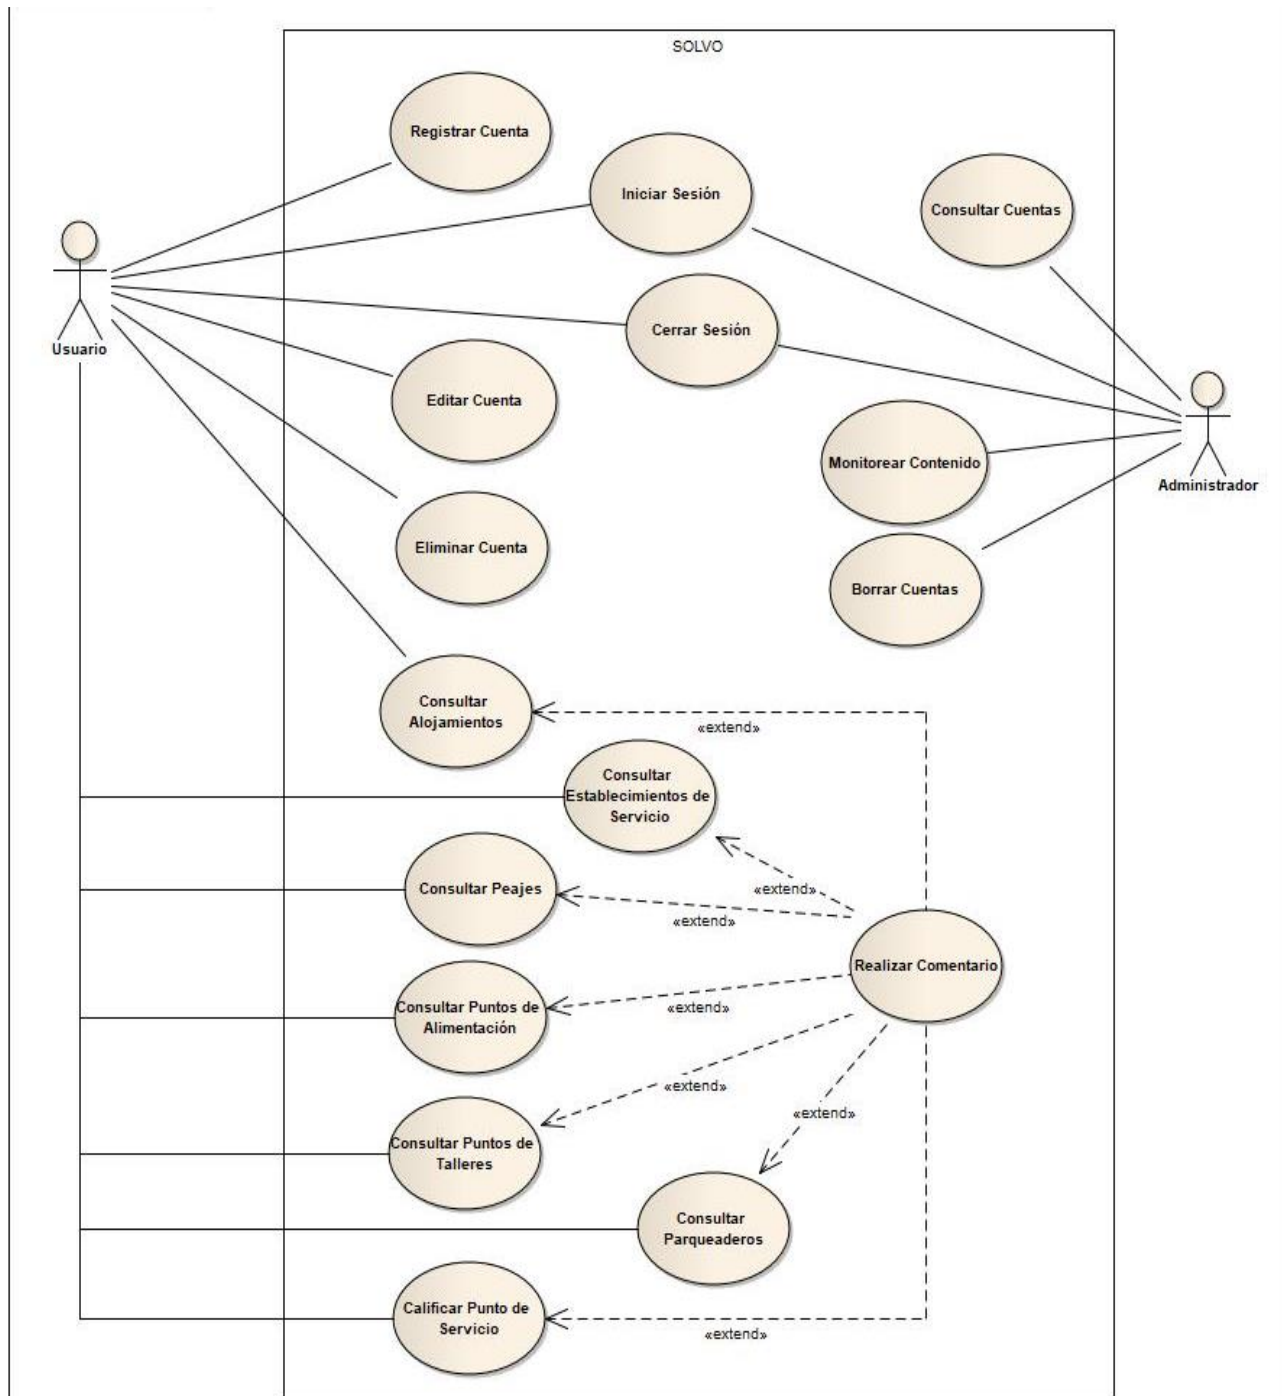 SOLVO
Registrar Cuenta
Iniciar Sesión
Consultar Cuentas
Cerrar Sesión
Usuario
Editar Cuenta
Monitorear Contenido
Administrador
Eliminar Cuenta
Borrar Cuentas
Consultar
Alojamientos
«extend»
Consultar
Establecimientos de
Servicio
Consultar Peajes
«extend»
«extend»
Realizar Comentario
Consultar Puntos de
Alimentación
«extend»
«extend»
«extend»
Consultar Puntos de
Talleres
Consultar
Parqueaderos
Calificar Punto de
Servicio
«extend»